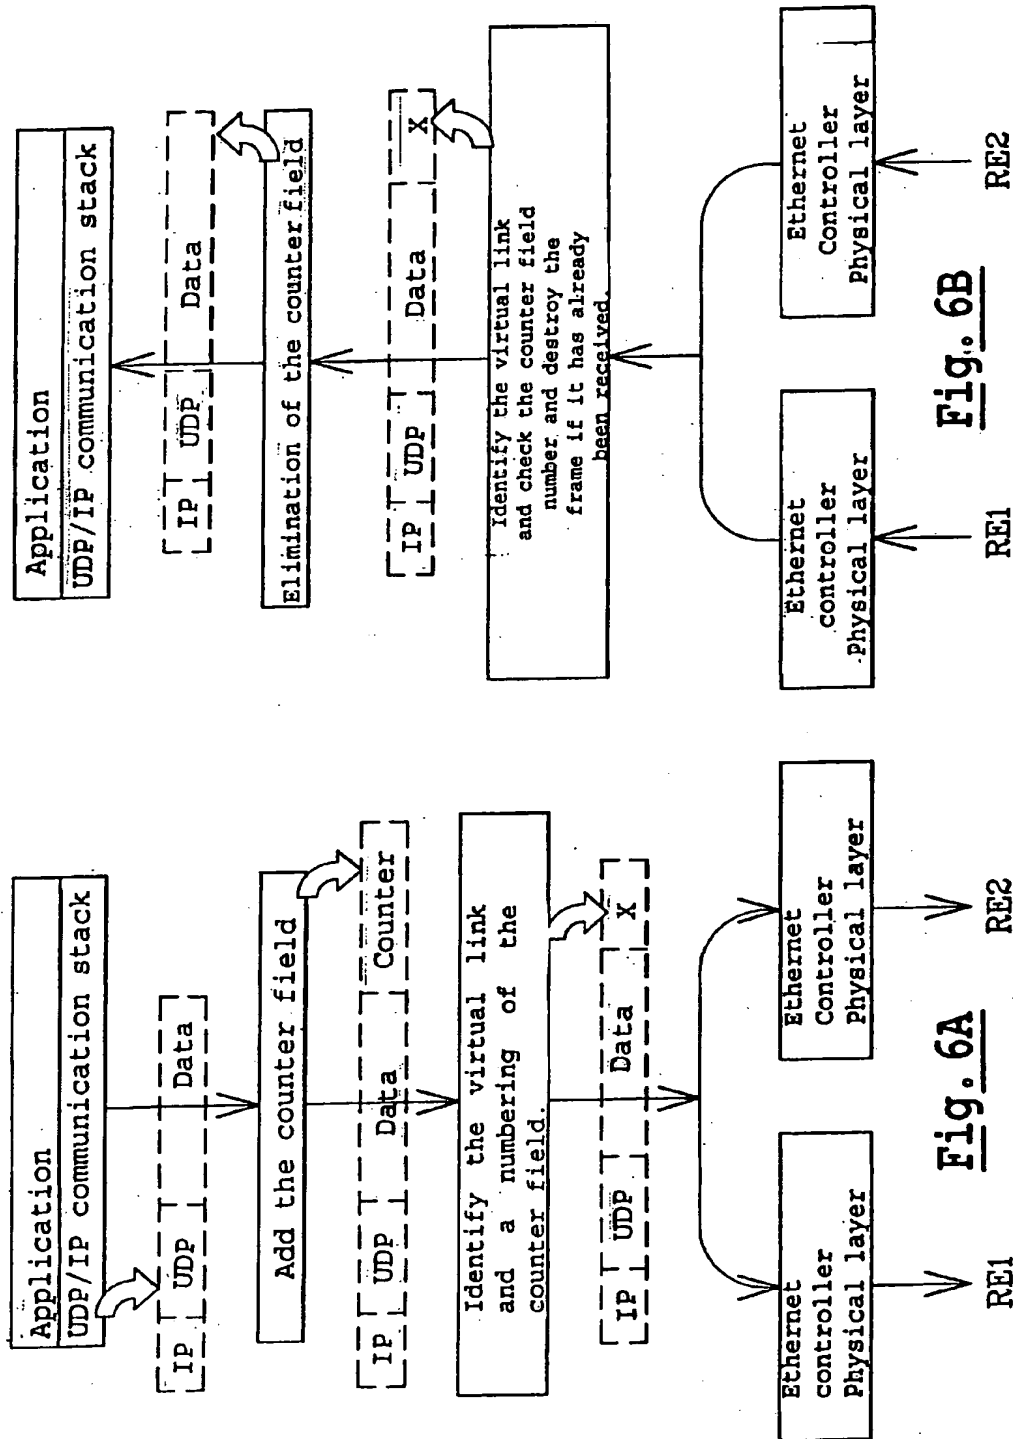 Application
UDP/IP communication stack
IP UDP Data
Add the counter field
IP UDP Data Counter
Identify the virtual link
and a numbering of the
counter field.
IP UDP Data X
Ethernet
controller
Physical layer
Ethernet
Controller
Physical layer
RE1
RE2
Fig. 6A
Application
UDP/IP communication stack
IP UDP Data
Elimination of the counter field
IP UDP Data X
Identify the virtual link
and check the counter field
number and destroy the
frame if it has already
been received.
Ethernet
controller
Physical layer
Ethernet
Controller
Physical layer
RE1
RE2
Fig. 6B